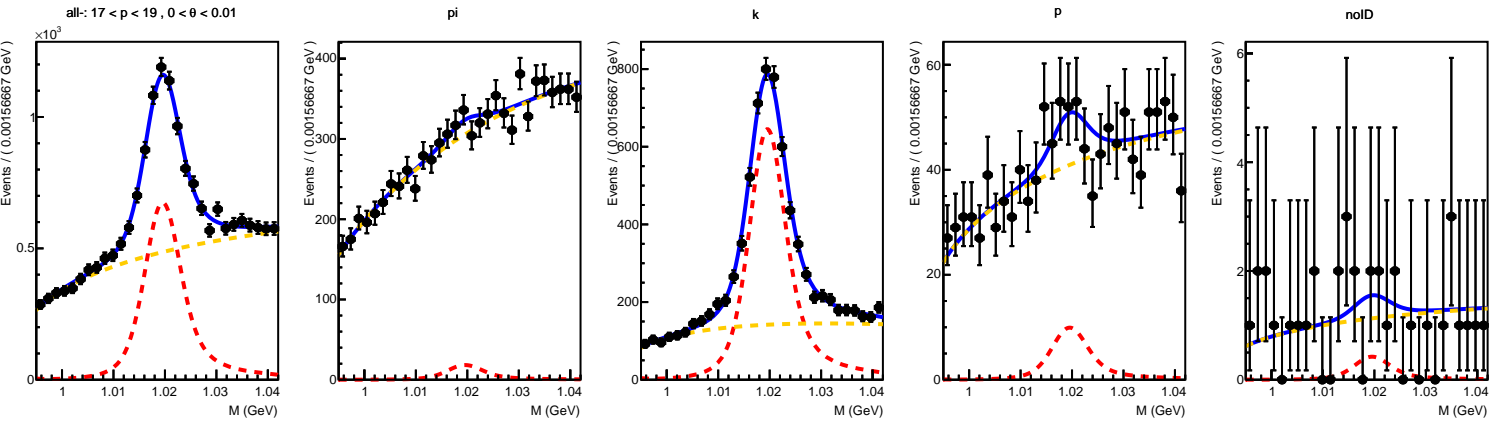 all-: 17 < p < 19 , 0 < θ < 0.01
×10³
Events / ( 0.00156667 GeV )
1
0.5
0
1 1.01 1.02 1.03 1.04
M (GeV)
pi
Events / ( 0.00156667 GeV )
400
300
200
100
0
1 1.01 1.02 1.03 1.04
M (GeV)
k
Events / ( 0.00156667 GeV )
800
600
400
200
0
1 1.01 1.02 1.03 1.04
M (GeV)
p
Events / ( 0.00156667 GeV )
60
40
20
0
1 1.01 1.02 1.03 1.04
M (GeV)
noID
Events / ( 0.00156667 GeV )
6
4
2
0
1 1.01 1.02 1.03 1.04
M (GeV)